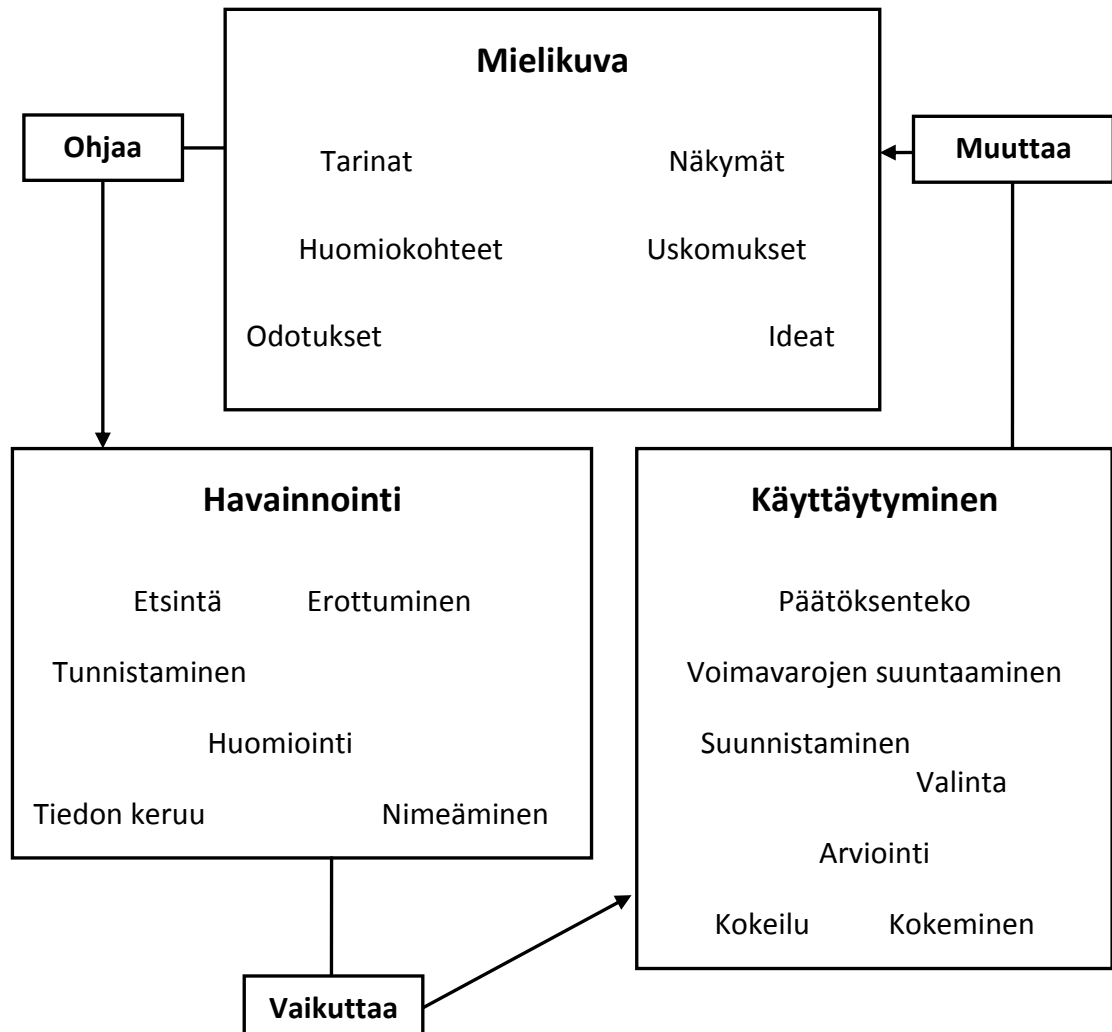 Mielikuva
Ohjaa
Muuttaa
Tarinat Näkymät
Huomiokohteet Uskomukset
Odotukset Ideat
Havainnointi
Etsintä Erottuminen
Tunnistaminen
Huomiointi
Tiedon keruu Nimeäminen
Käyttäytyminen
Päätöksenteko
Voimavarojen suuntaaminen
Suunnistaminen
Valinta
Arviointi
Kokeilu Kokeminen
Vaikuttaa